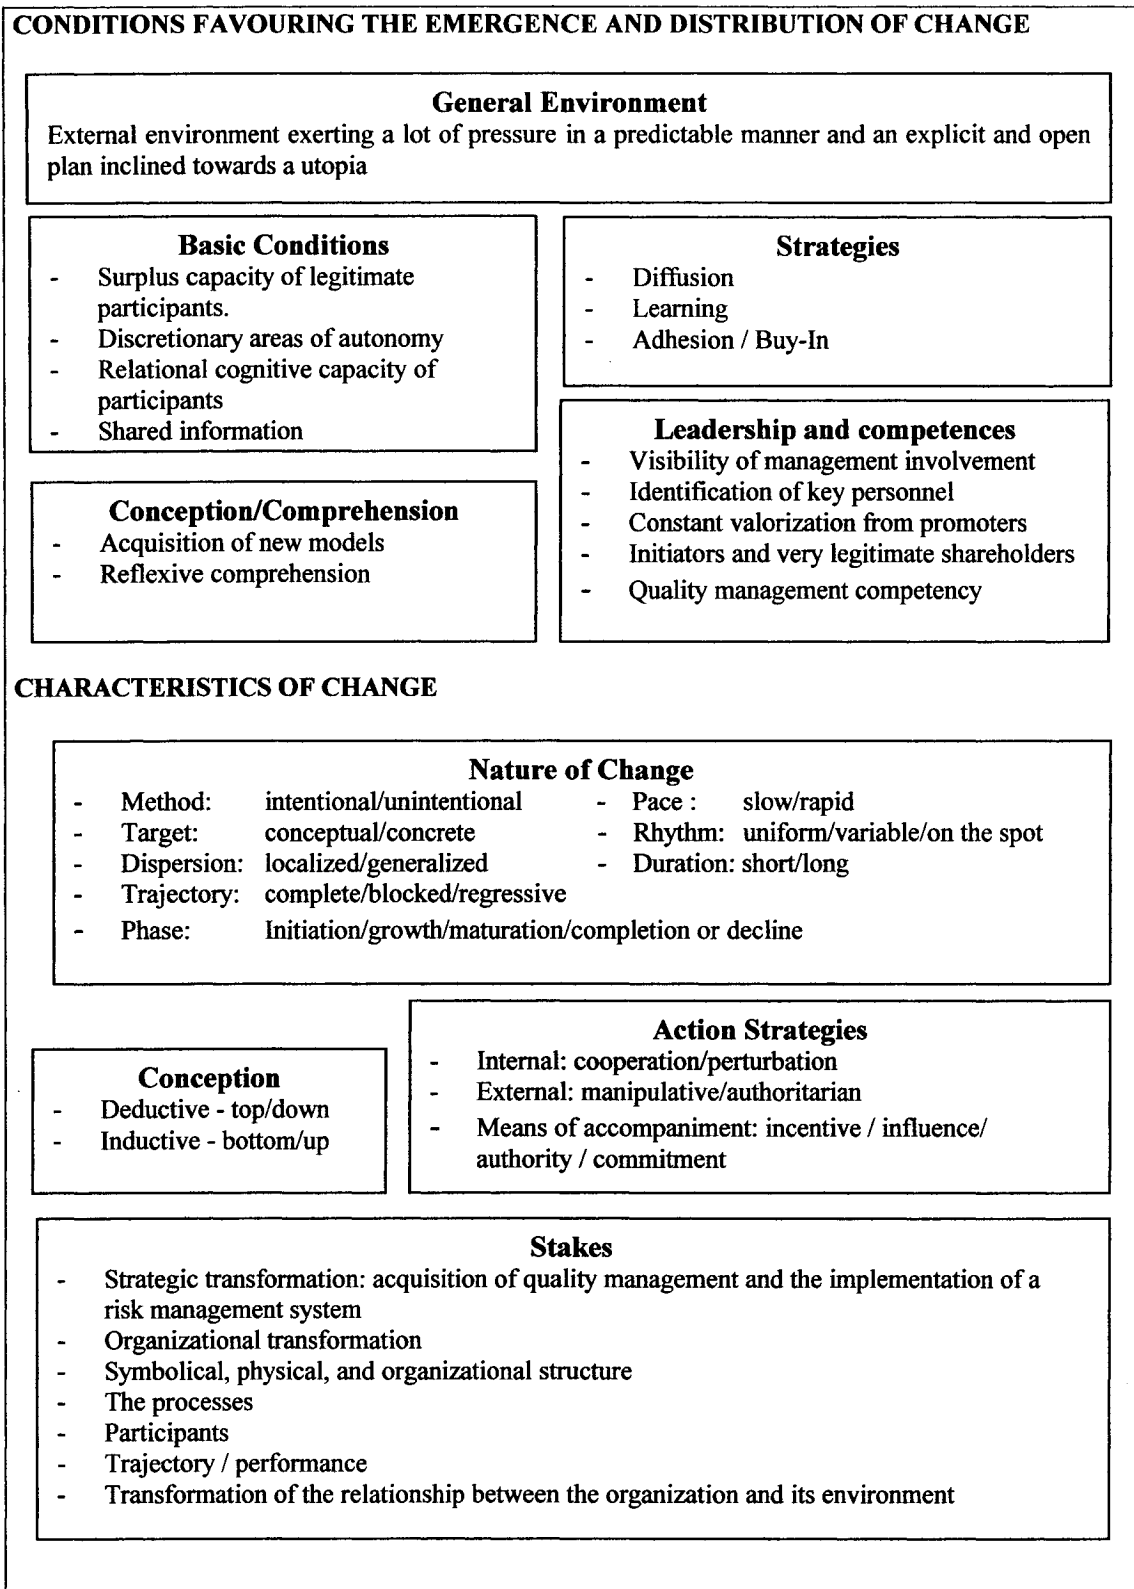 CONDITIONS FAVOURING THE EMERGENCE AND DISTRIBUTION OF CHANGE
General Environment
External environment exerting a lot of pressure in a predictable manner and an explicit and open
plan inclined towards a utopia
Basic Conditions
- Surplus capacity of legitimate
participants.
- Discretionary areas of autonomy
- Relational cognitive capacity of
participants
- Shared information
Strategies
- Diffusion
- Learning
- Adhesion / Buy-In
Conception/Comprehension
- Acquisition of new models
- Reflexive comprehension
Leadership and competences
- Visibility of management involvement
- Identification of key personnel
- Constant valorization from promoters
- Initiators and very legitimate shareholders
- Quality management competency
CHARACTERISTICS OF CHANGE
Nature of Change
- Method: intentional/unintentional - Pace : slow/rapid
- Target: conceptual/concrete - Rhythm: uniform/variable/on the spot
- Dispersion: localized/generalized - Duration: short/long
- Trajectory: complete/blocked/regressive
- Phase: Initiation/growth/maturation/completion or decline
Conception
- Deductive - top/down
- Inductive - bottom/up
Action Strategies
- Internal: cooperation/perturbation
- External: manipulative/authoritarian
- Means of accompaniment: incentive / influence/
authority / commitment
Stakes
- Strategic transformation: acquisition of quality management and the implementation of a
risk management system
- Organizational transformation
- Symbolical, physical, and organizational structure
- The processes
- Participants
- Trajectory / performance
- Transformation of the relationship between the organization and its environment